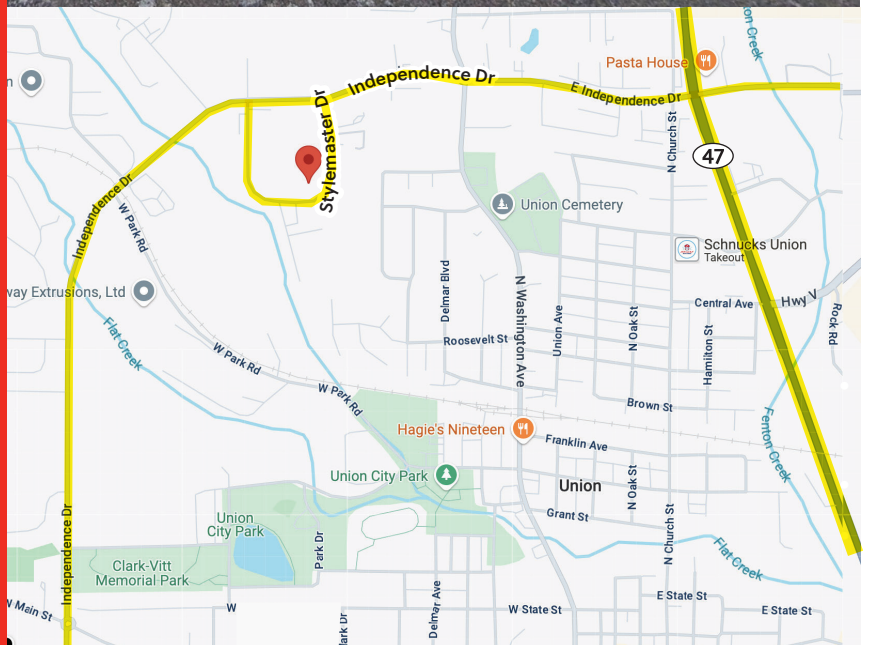 Fenton Creek
Pasta House
Independence Dr
E Independence Dr
Stylemaster Dr
N Church St
47
Independence Dr
W Park Rd
Union Cemetery
Schnucks Union
Takeout
way Extrusions, Ltd
Delmar Blvd
N Washington Ave
Central Ave
Hwy V
Rock Rd
Flat Creek
Union Ave
N Oak St
Hamilton St
Roosevelt St
W Park Rd
W Park Rd
Brown St
Fenton Creek
Hagie's Nineteen
Franklin Ave
Union City Park
Union
N Oak St
Independence Dr
Union
City Park
Grant St
N Church St
Park Dr
Flat Creek
Clark-Vitt
Memorial Park
N Main St
W
Delmar Ave
W State St
E State St
E State St